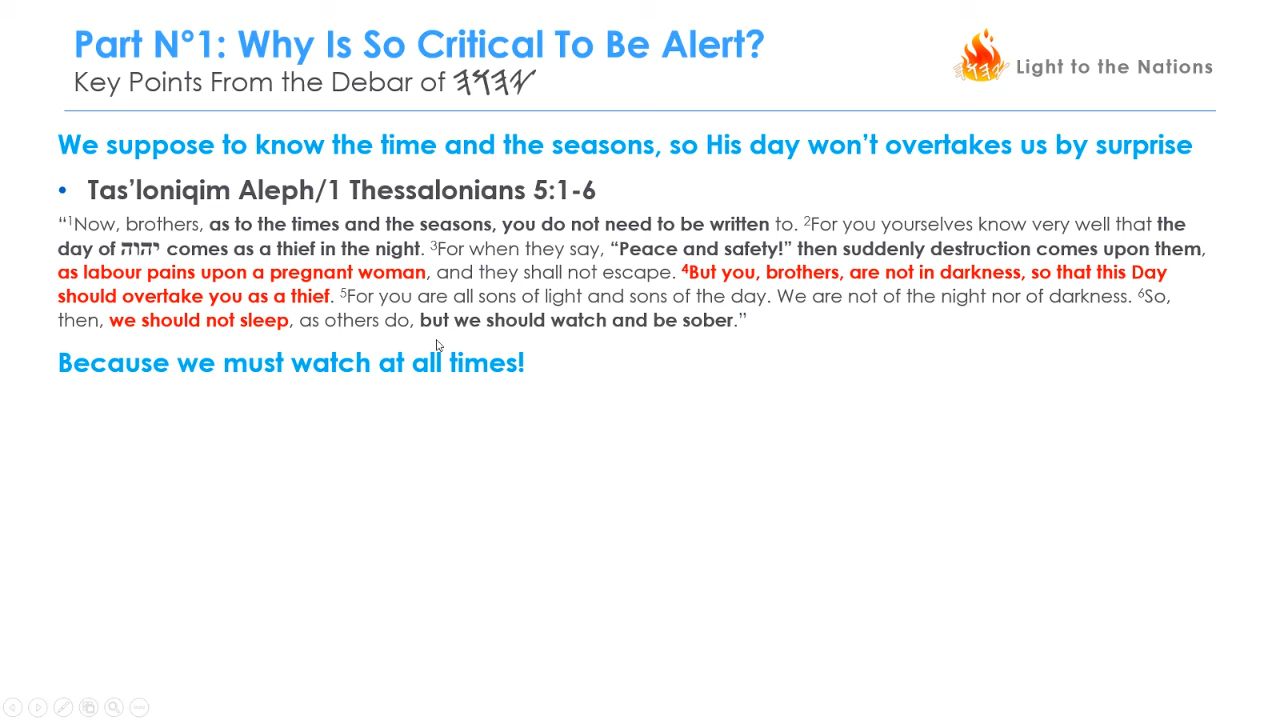 Part N°1: Why Is So Critical To Be Alert?
Key Points From the Debar of 𐤉𐤄𐤅𐤄
Light to the Nations
We suppose to know the time and the seasons, so His day won’t overtakes us by surprise
• Tas’loniqim Aleph/1 Thessalonians 5:1-6
“¹Now, brothers, as to the times and the seasons, you do not need to be written to. ²For you yourselves know very well that the
day of יהוה comes as a thief in the night. ³For when they say, “Peace and safety!” then suddenly destruction comes upon them,
as labour pains upon a pregnant woman, and they shall not escape. ⁴But you, brothers, are not in darkness, so that this Day
should overtake you as a thief. ⁵For you are all sons of light and sons of the day. We are not of the night nor of darkness. ⁶So,
then, we should not sleep, as others do, but we should watch and be sober.”
Because we must watch at all times!